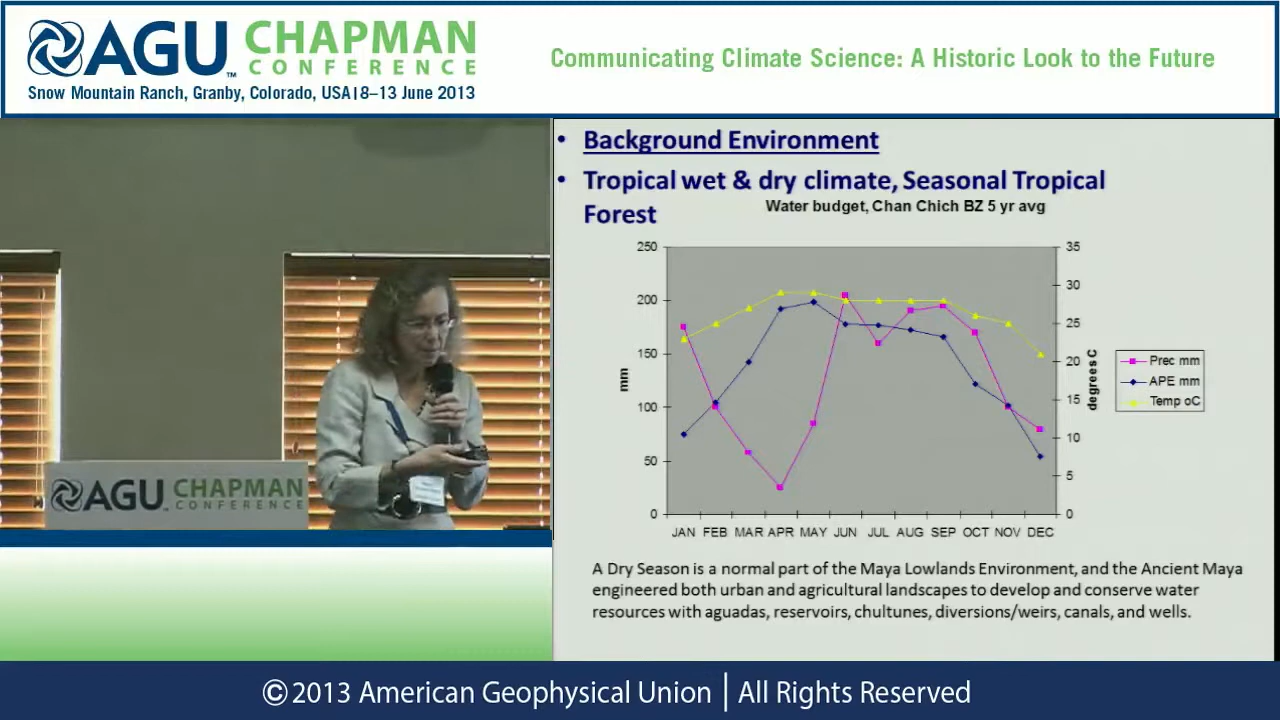 AGU CHAPMAN
CONFERENCE
™
Snow Mountain Ranch, Granby, Colorado, USA|8–13 June 2013
Communicating Climate Science: A Historic Look to the Future
• Background Environment
• Tropical wet & dry climate, Seasonal Tropical
Forest
Water budget, Chan Chich BZ 5 yr avg
250
200
150
100
50
0
mm
35
30
25
20
15
10
5
0
degrees C
JAN FEB MAR APR MAY JUN JUL AUG SEP OCT NOV DEC
Prec mm
APE mm
Temp oC
A Dry Season is a normal part of the Maya Lowlands Environment, and the Ancient Maya
engineered both urban and agricultural landscapes to develop and conserve water
resources with aguadas, reservoirs, chultunes, diversions/weirs, canals, and wells.
AGU CHAPMAN
CONFERENCE
©2013 American Geophysical Union | All Rights Reserved